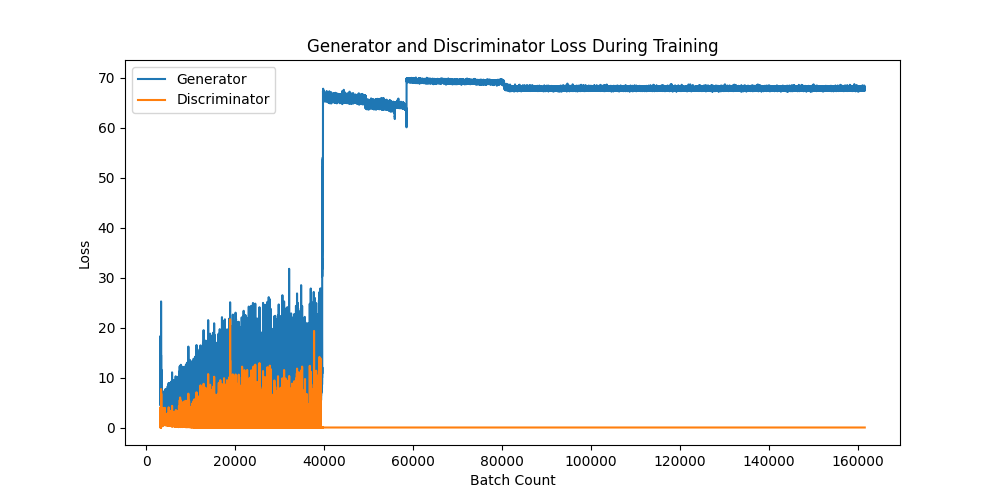 Generator and Discriminator Loss During Training
Generator
Discriminator
Loss
70
60
50
40
30
20
10
0
0 20000 40000 60000 80000 100000 120000 140000 160000
Batch Count